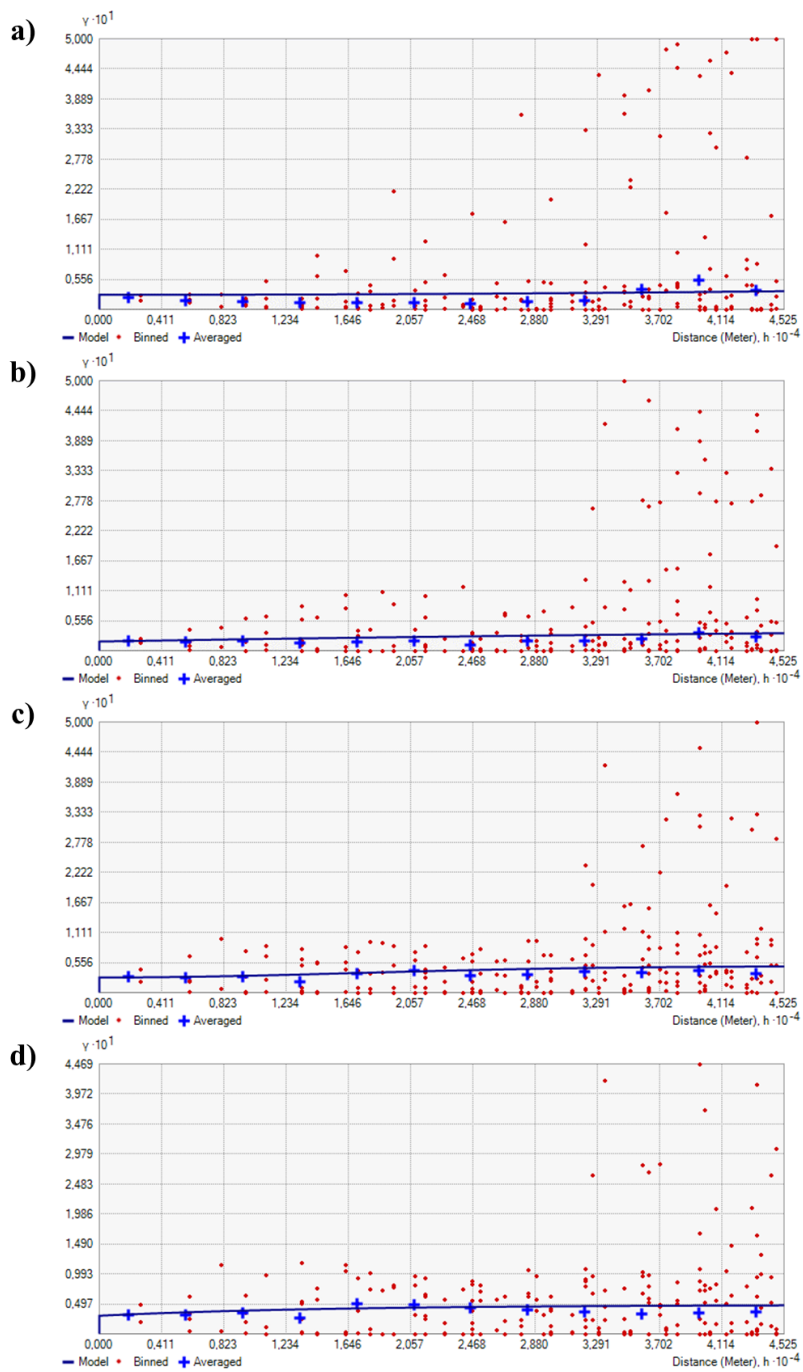 a)
γ · 10¹
5,000
4,444
3,889
3,333
2,778
2,222
1,667
1,111
0,556
0,000 0,411 0,823 1,234 1,646 2,057 2,468 2,880 3,291 3,702 4,114 4,525
Model Binned Averaged Distance (Meter), h · 10⁻⁴
b)
γ · 10¹
5,000
4,444
3,889
3,333
2,778
2,222
1,667
1,111
0,556
0,000 0,411 0,823 1,234 1,646 2,057 2,468 2,880 3,291 3,702 4,114 4,525
Model Binned Averaged Distance (Meter), h · 10⁻⁴
c)
γ · 10¹
5,000
4,444
3,889
3,333
2,778
2,222
1,667
1,111
0,556
0,000 0,411 0,823 1,234 1,646 2,057 2,468 2,880 3,291 3,702 4,114 4,525
Model Binned Averaged Distance (Meter), h · 10⁻⁴
d)
γ · 10¹
4,469
3,972
3,476
2,979
2,483
1,986
1,490
0,993
0,497
0,000 0,411 0,823 1,234 1,646 2,057 2,468 2,880 3,291 3,702 4,114 4,525
Model Binned Averaged Distance (Meter), h · 10⁻⁴